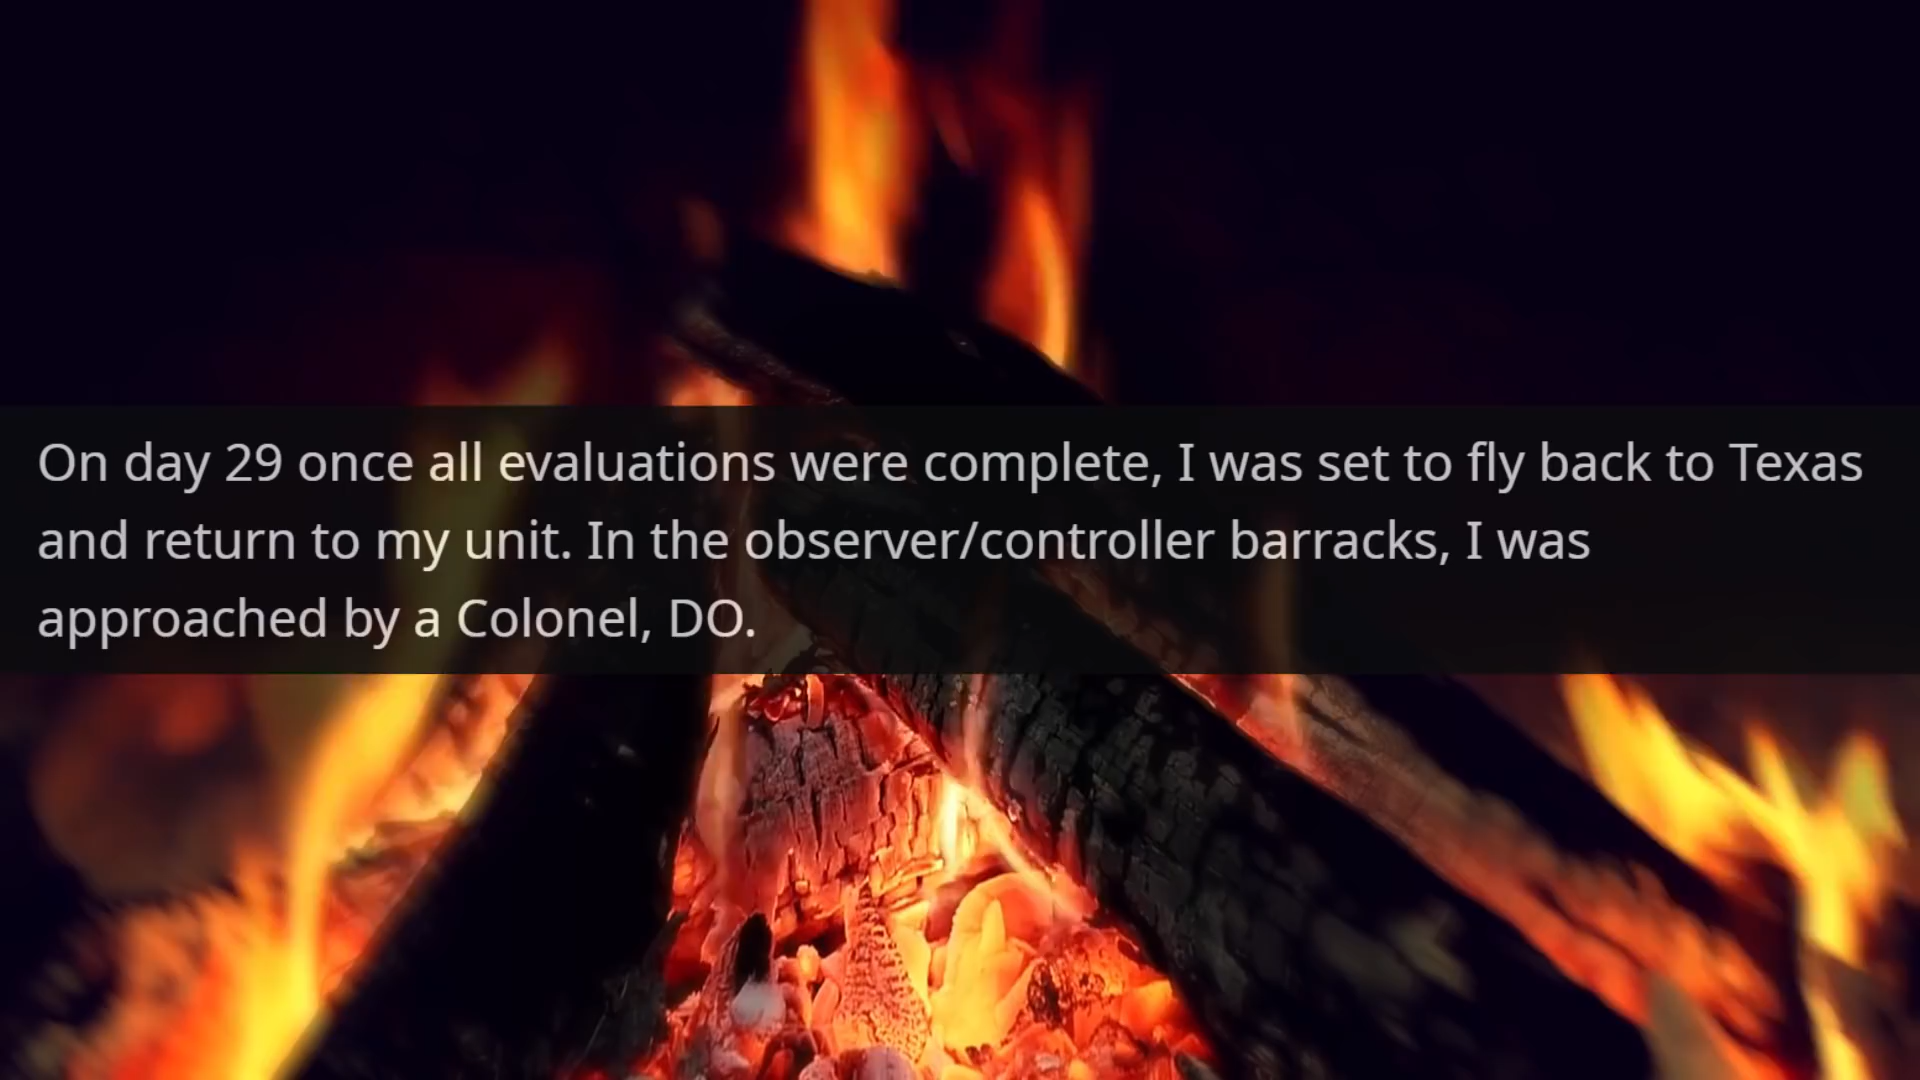 On day 29 once all evaluations were complete, I was set to fly back to Texas
and return to my unit. In the observer/controller barracks, I was
approached by a Colonel, DO.